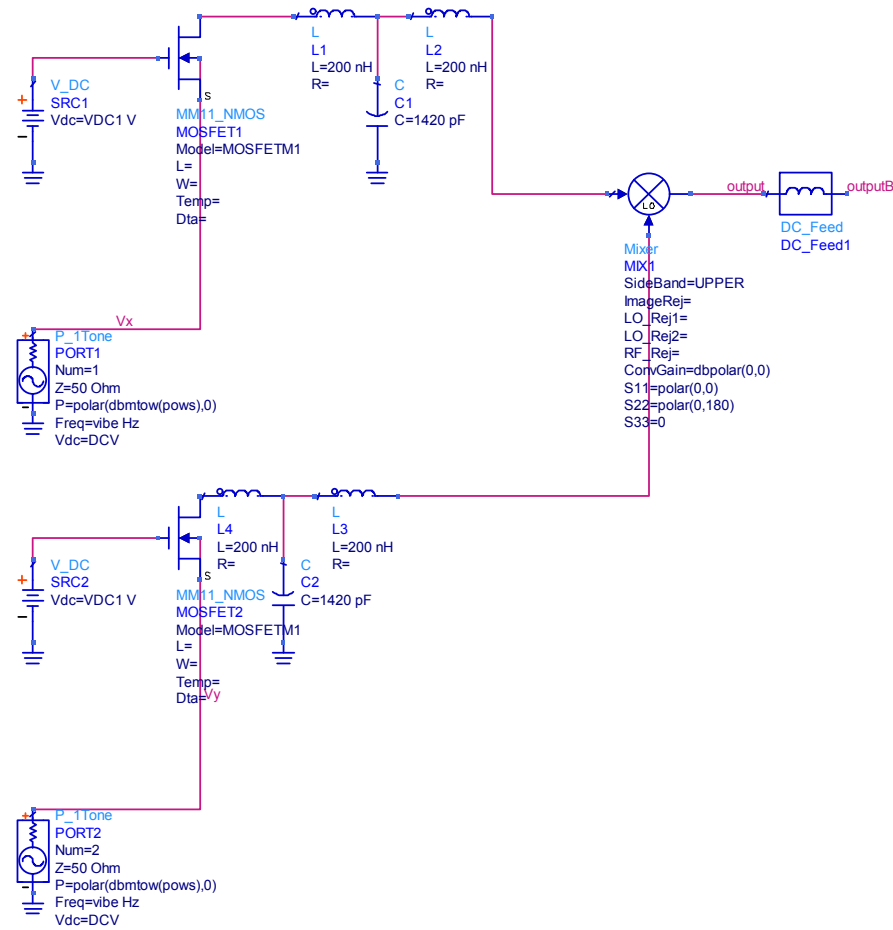 L
L1
L=200 nH
R=
L
L2
L=200 nH
R=
C
C1
C=1420 pF
V_DC
SRC1
Vdc=VDC1 V
S
MM11_NMOS
MOSFET1
Model=MOSFETM1
L=
W=
Temp=
Dta=
Vx
P_1Tone
PORT1
Num=1
Z=50 Ohm
P=polar(dbmtow(pows),0)
Freq=vibe Hz
Vdc=DCV
LO
Mixer
MIX1
SideBand=UPPER
ImageRej=
LO_Rej1=
LO_Rej2=
RF_Rej=
ConvGain=dbpolar(0,0)
S11=polar(0,0)
S22=polar(0,180)
S33=0
output
outputB
DC_Feed
DC_Feed1
L
L4
L=200 nH
R=
L
L3
L=200 nH
R=
C
C2
C=1420 pF
V_DC
SRC2
Vdc=VDC1 V
S
MM11_NMOS
MOSFET2
Model=MOSFETM1
L=
W=
Temp=
Dta=
Vy
P_1Tone
PORT2
Num=2
Z=50 Ohm
P=polar(dbmtow(pows),0)
Freq=vibe Hz
Vdc=DCV